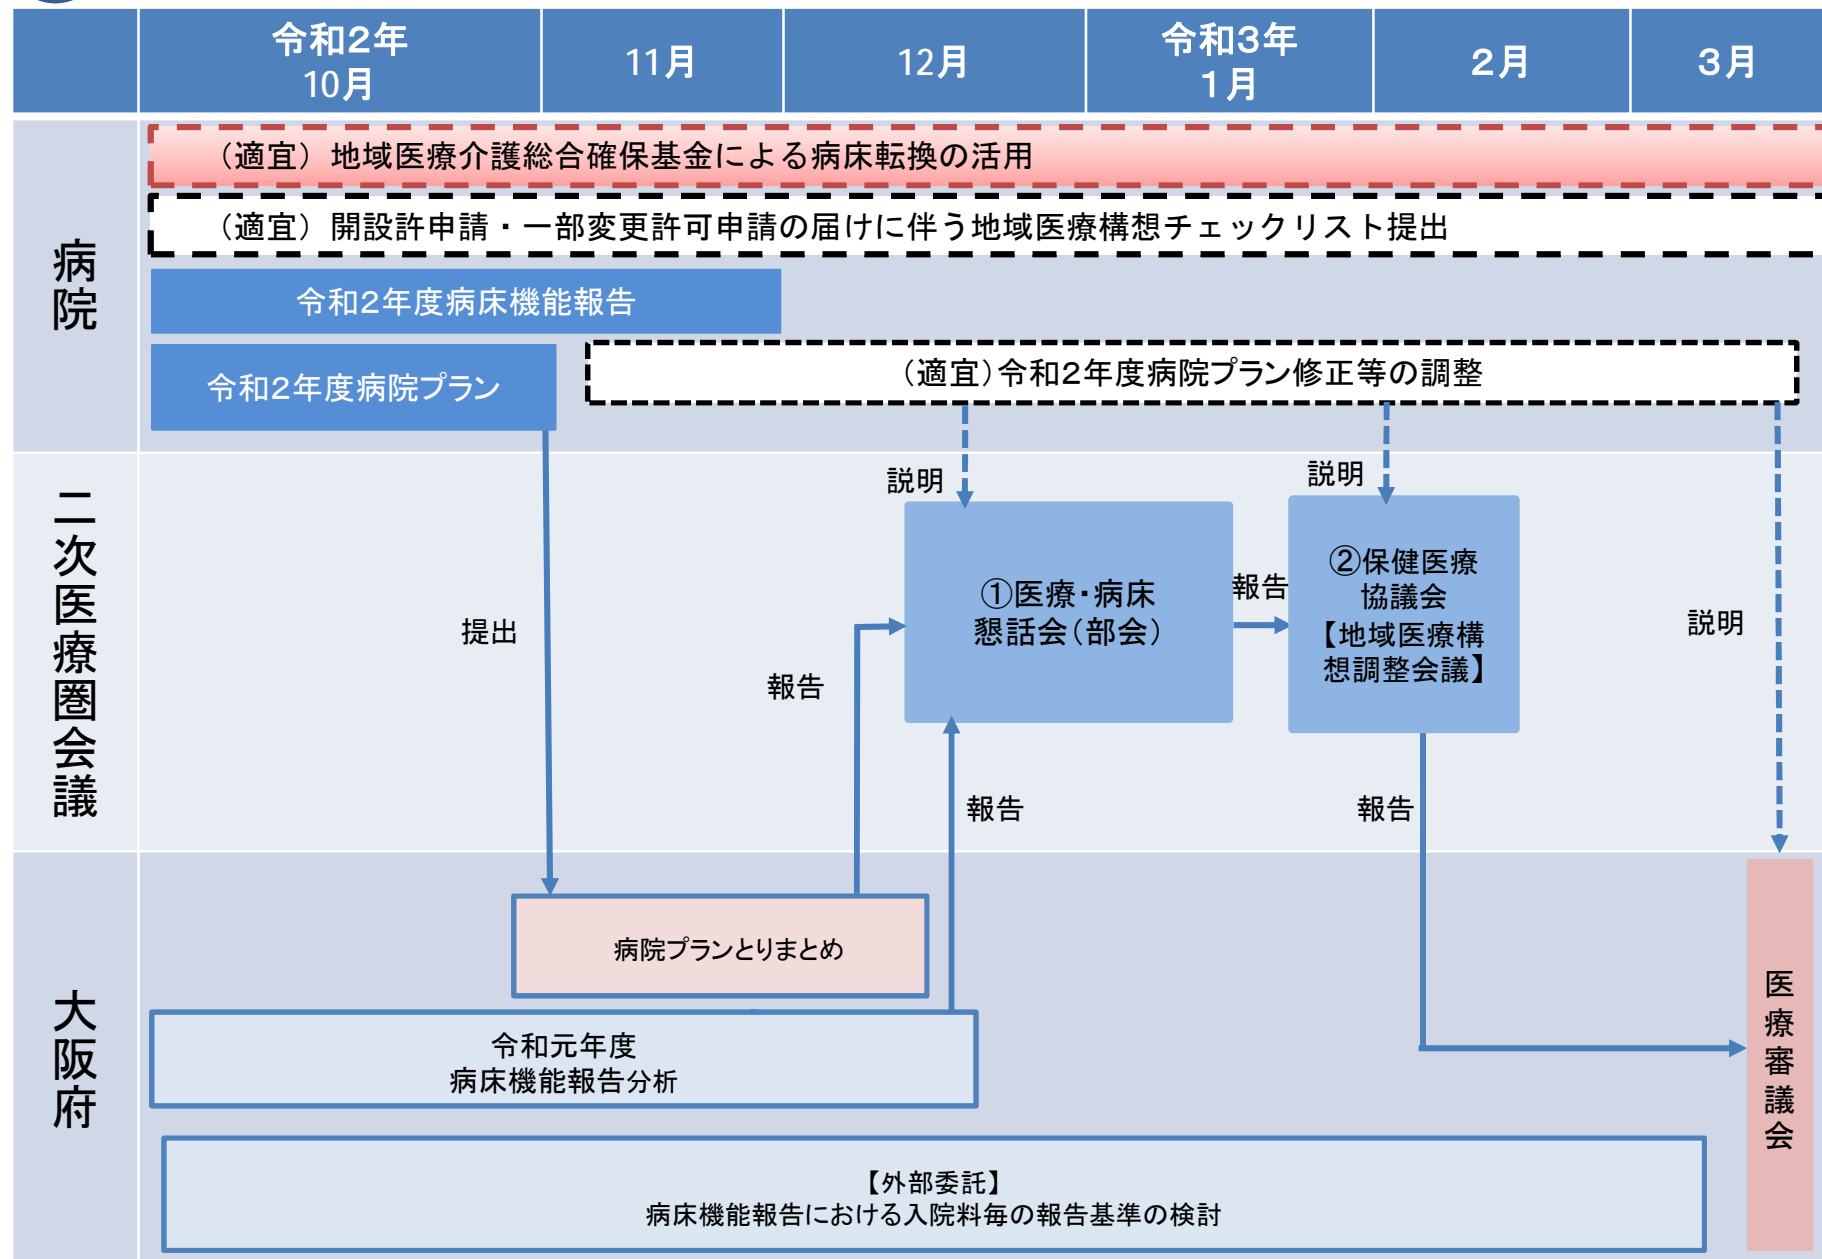 令和2年
10月
11月
12月
令和3年
1月
2月
3月
病院
（適宜）地域医療介護総合確保基金による病床転換の活用
（適宜）開設許申請・一部変更許可申請の届けに伴う地域医療構想チェックリスト提出
令和2年度病床機能報告
令和2年度病院プラン
（適宜）令和2年度病院プラン修正等の調整
二次医療圏会議
提出
報告
説明
①医療・病床
懇話会（部会）
報告
報告
説明
②保健医療
協議会
【地域医療構
想調整会議】
報告
説明
大阪府
病院プランとりまとめ
令和元年度
病床機能報告分析
【外部委託】
病床機能報告における入院料毎の報告基準の検討
医療審議会